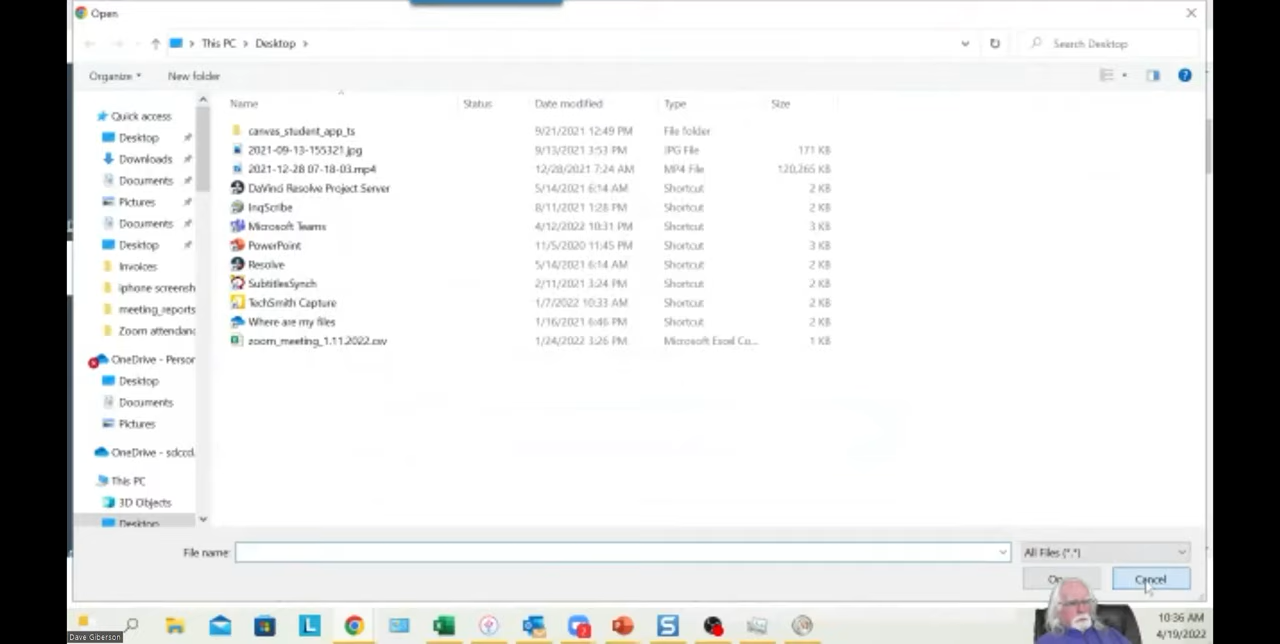 Open
This PC > Desktop >
Search Desktop
Organize
New folder
Name
Status
Date modified
Type
Size
Quick access
Desktop
Downloads
Documents
Pictures
Documents
Desktop
Invoices
iphone screensh
meeting_reports
Zoom attendanc
OneDrive - Persor
Desktop
Documents
Pictures
OneDrive - sdccd.
This PC
3D Objects
Desktop
canvas_student_app_ts 9/21/2021 12:49 PM File folder
2021-09-13-155321.jpg 9/13/2021 3:53 PM JPG File 171 KB
2021-12-28 07-18-03.mp4 12/28/2021 7:24 AM MP4 File 120,265 KB
DaVinci Resolve Project Server 5/14/2021 6:14 AM Shortcut 2 KB
InqScribe 8/11/2021 1:28 PM Shortcut 2 KB
Microsoft Teams 4/12/2022 10:31 PM Shortcut 3 KB
PowerPoint 11/5/2020 11:45 PM Shortcut 3 KB
Resolve 5/14/2021 6:14 AM Shortcut 2 KB
SubtitlesSynch 2/11/2021 3:24 PM Shortcut 2 KB
TechSmith Capture 1/7/2022 10:33 AM Shortcut 2 KB
Where are my files 1/16/2021 6:46 PM Shortcut 2 KB
zoom_meeting_1.11.2022.csv 1/24/2022 3:26 PM Microsoft Excel Co... 1 KB
File name:
All Files (*.*)
Cancel
Dave Giberson
10:36 AM
4/19/2022